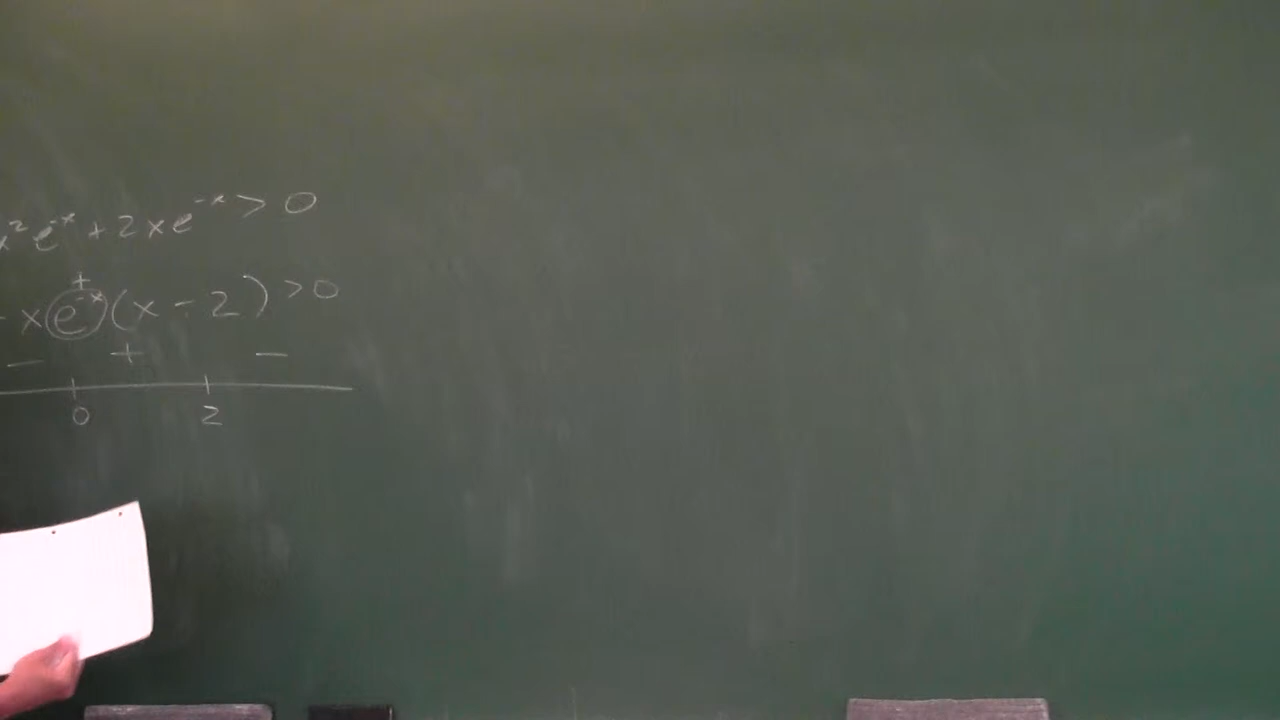 x²e⁻ˣ + 2xe⁻ˣ > 0
+
- xe⁻ˣ(x - 2) > 0
- + -
0 2